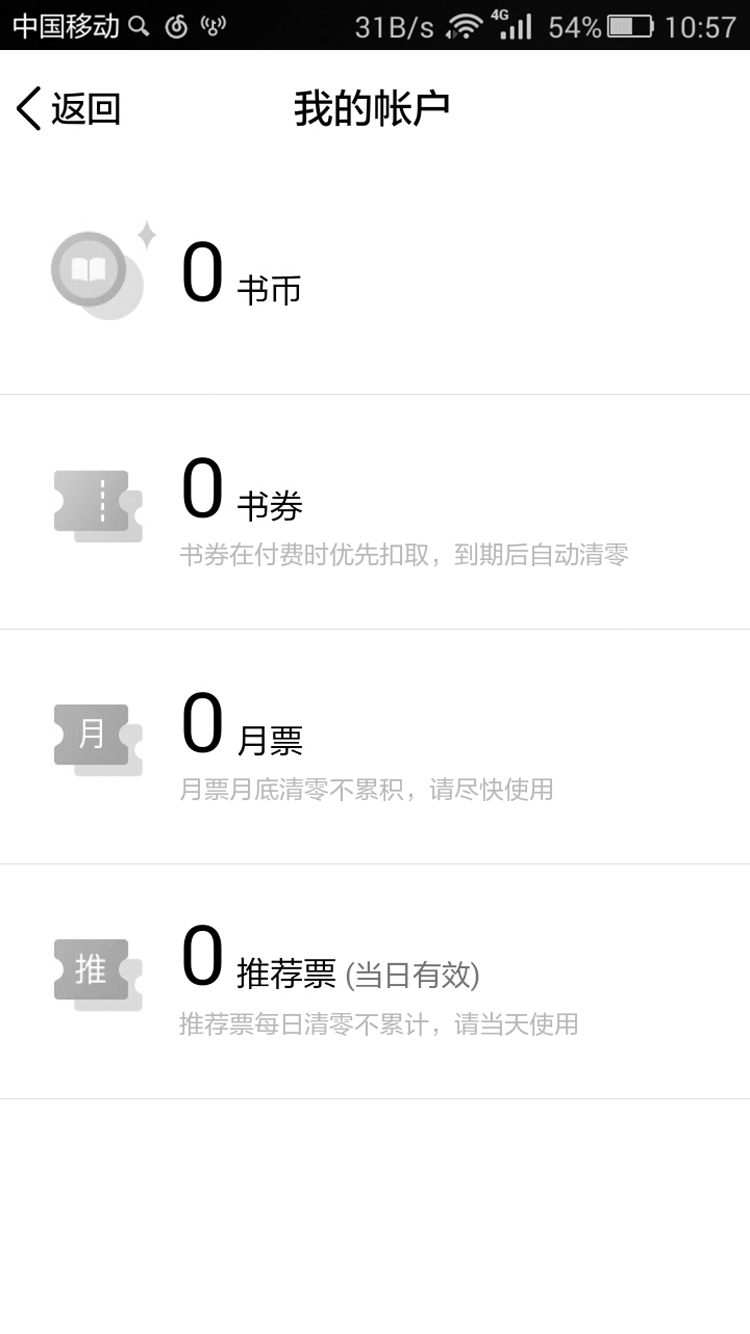 中国移动 31B/s 4G 54% 10:57
返回 我的帐户
0 书币
0 书券
书券在付费时优先扣取，到期后自动清零
月 0 月票
月票月底清零不累积，请尽快使用
推 0 推荐票 (当日有效)
推荐票每日清零不累计，请当天使用